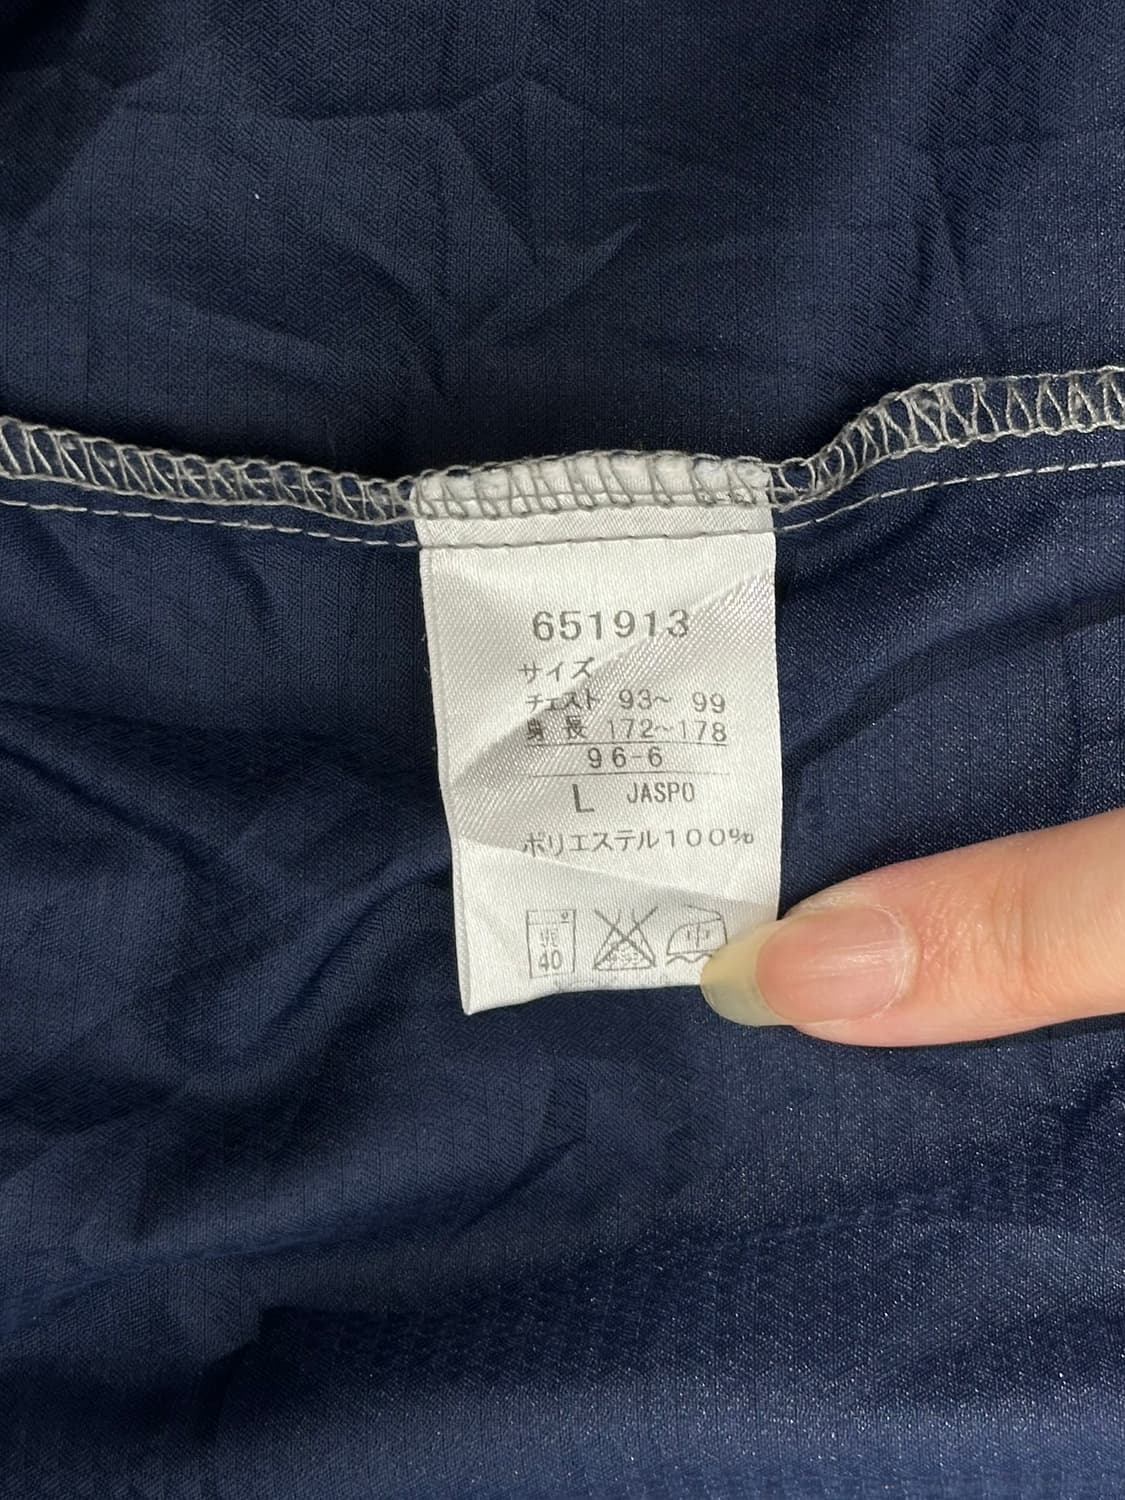 651913
サイズ
チェスト 93~ 99
身長 172~178
96-6
L JASPO
ポリエステル100%
40
中